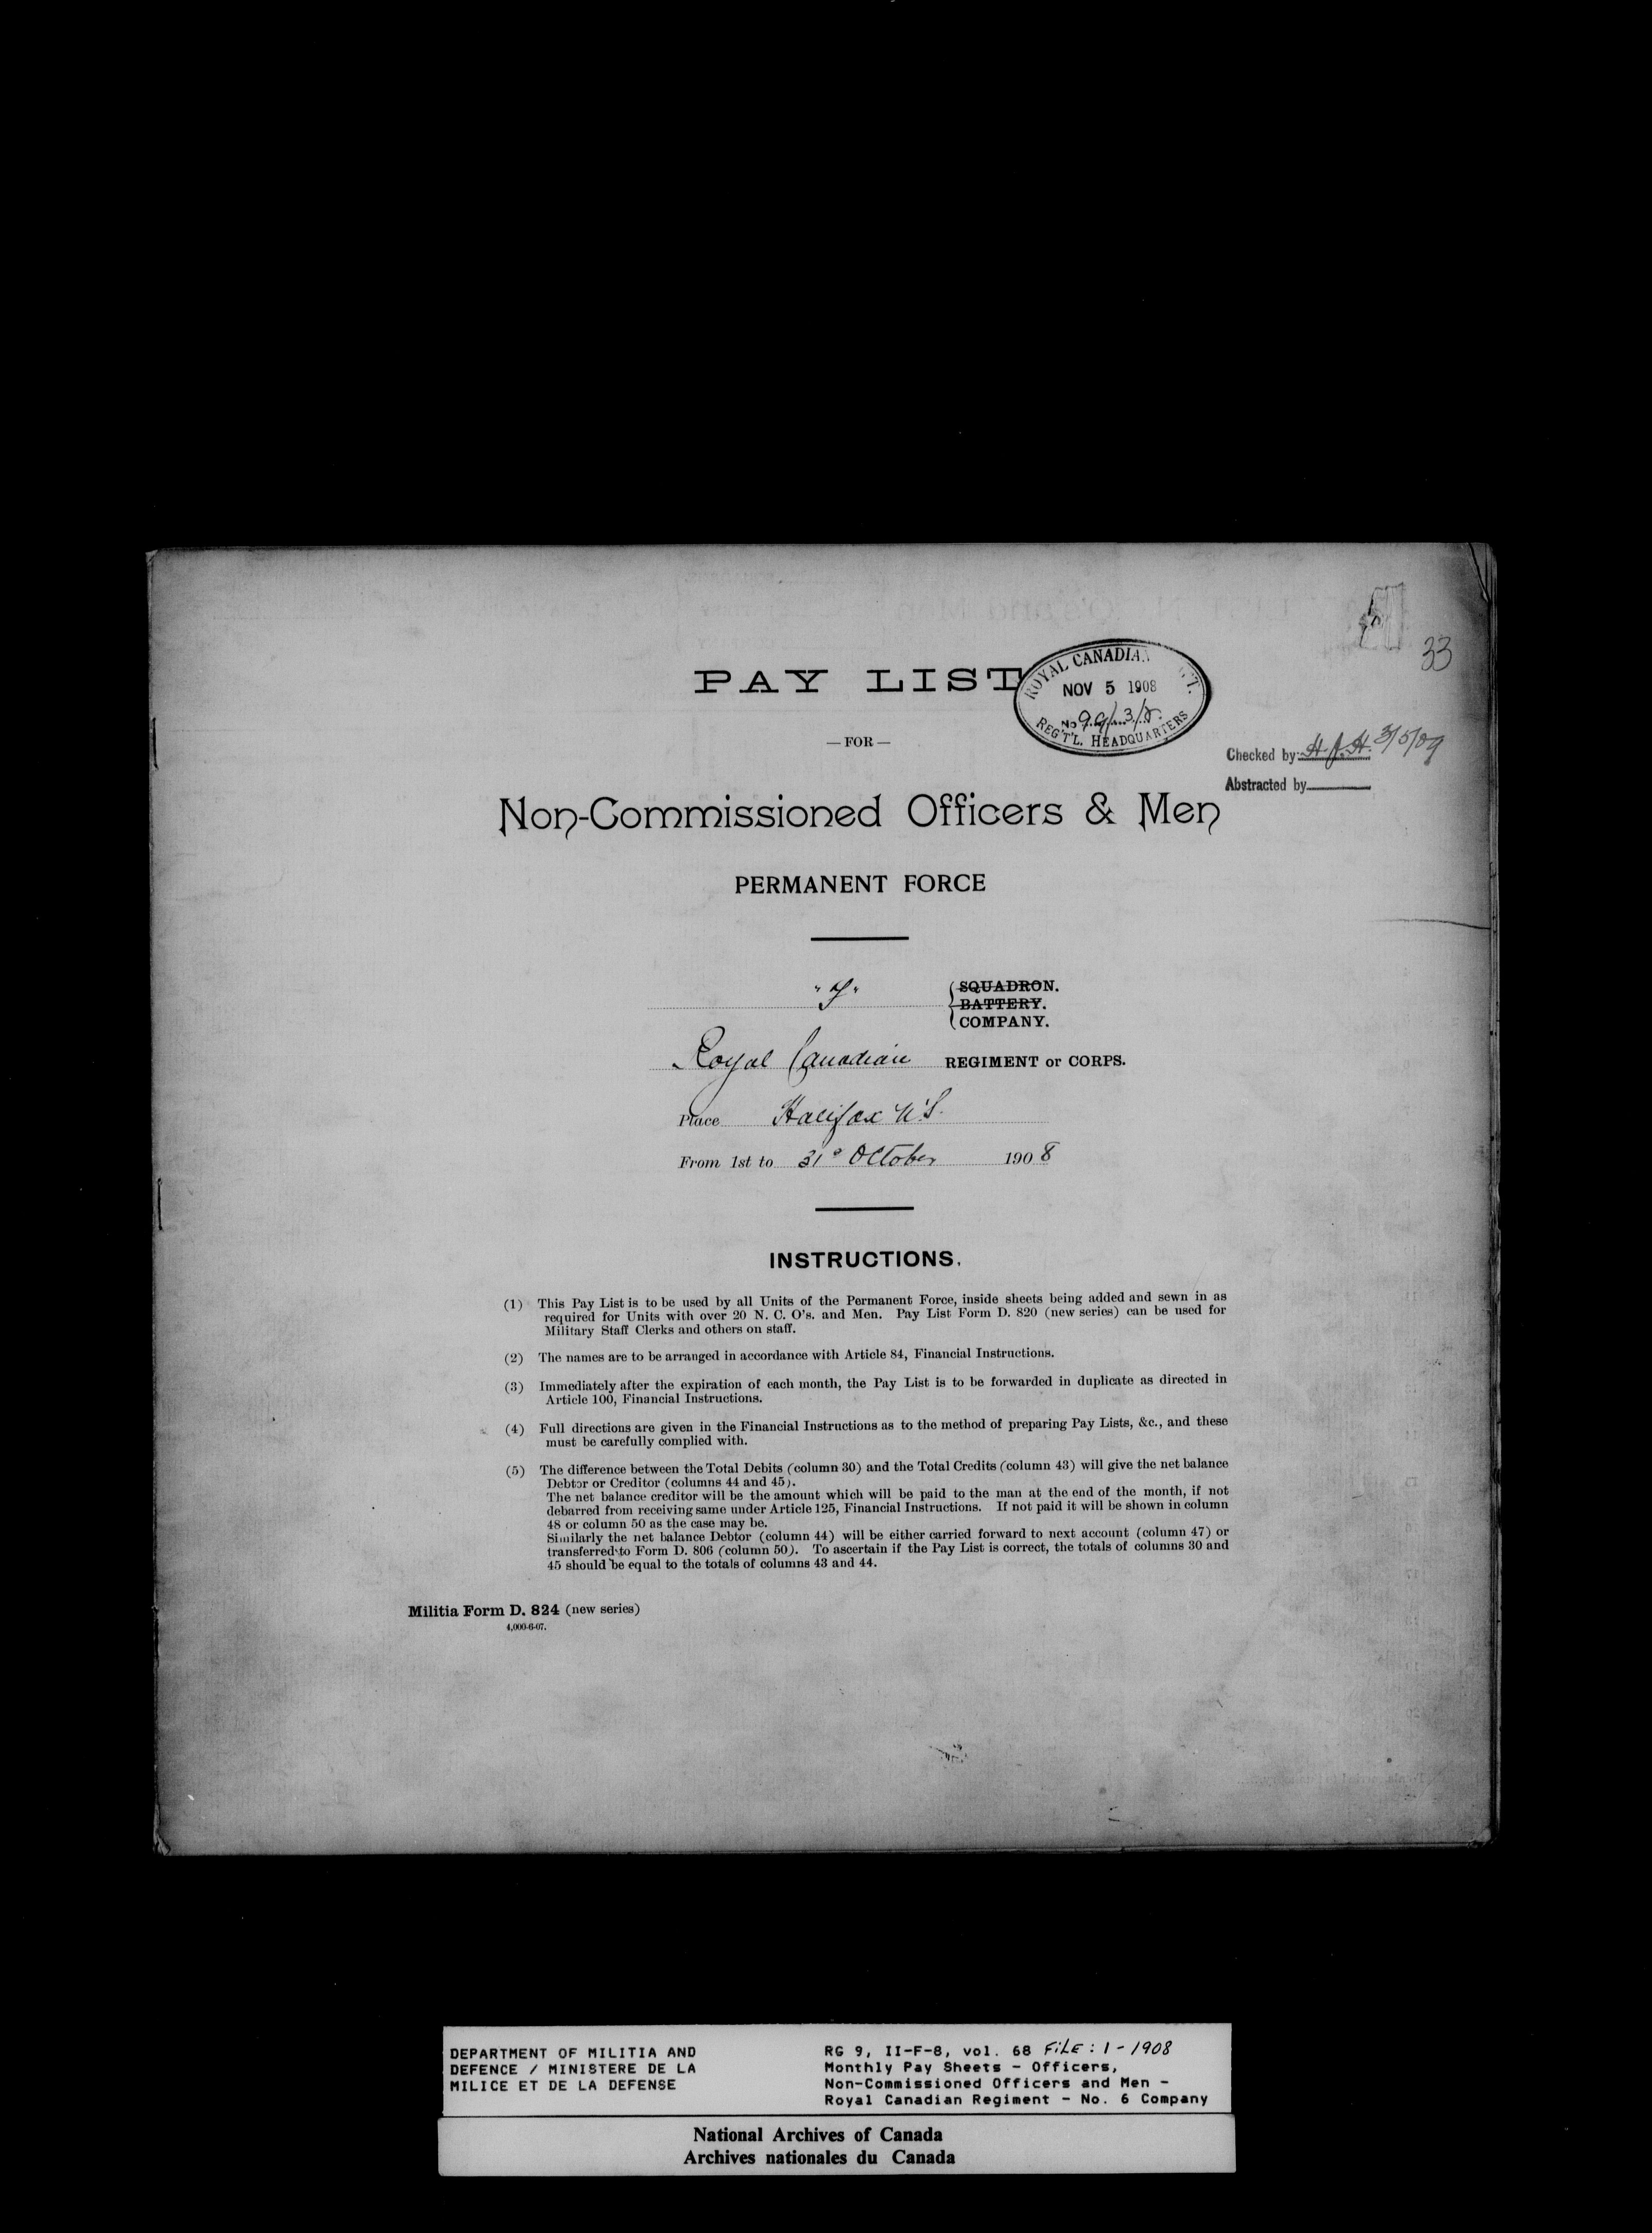 33
PAY LIST
ROYAL CANADIAN
NOV 5 1908
No 99/3/8
REG'T'L. HEADQUARTERS
—FOR—
Checked by H.J.H. 3/5/09
Abstracted by
Non-Commissioned Officers & Men
PERMANENT FORCE
SQUADRON.
BATTERY.
COMPANY.
Royal Canadian REGIMENT or CORPS.
Place Halifax N.S.
From 1st to 31st October 1908
INSTRUCTIONS.
(1) This Pay List is to be used by all Units of the Permanent Force, inside sheets being added and sewn in as
required for Units with over 20 N. C. O's. and Men. Pay List Form D. 820 (new series) can be used for
Military Staff Clerks and others on staff.
(2) The names are to be arranged in accordance with Article 84, Financial Instructions.
(3) Immediately after the expiration of each month, the Pay List is to be forwarded in duplicate as directed in
Article 100, Financial Instructions.
(4) Full directions are given in the Financial Instructions as to the method of preparing Pay Lists, &c., and these
must be carefully complied with.
(5) The difference between the Total Debits (column 30) and the Total Credits (column 43) will give the net balance
Debtor or Creditor (columns 44 and 45).
The net balance creditor will be the amount which will be paid to the man at the end of the month, if not
debarred from receiving same under Article 125, Financial Instructions. If not paid it will be shown in column
48 or column 50 as the case may be.
Similarly the net balance Debtor (column 44) will be either carried forward to next account (column 47) or
transferred to Form D. 806 (column 50). To ascertain if the Pay List is correct, the totals of columns 30 and
45 should be equal to the totals of columns 43 and 44.
Militia Form D. 824 (new series)
4,000-6-07.
DEPARTMENT OF MILITIA AND
DEFENCE / MINISTERE DE LA
MILICE ET DE LA DEFENSE
RG 9, II-F-8, vol. 68 FiLE : 1 - 1908
Monthly Pay Sheets - Officers,
Non-Commissioned Officers and Men -
Royal Canadian Regiment - No. 6 Company
National Archives of Canada
Archives nationales du Canada